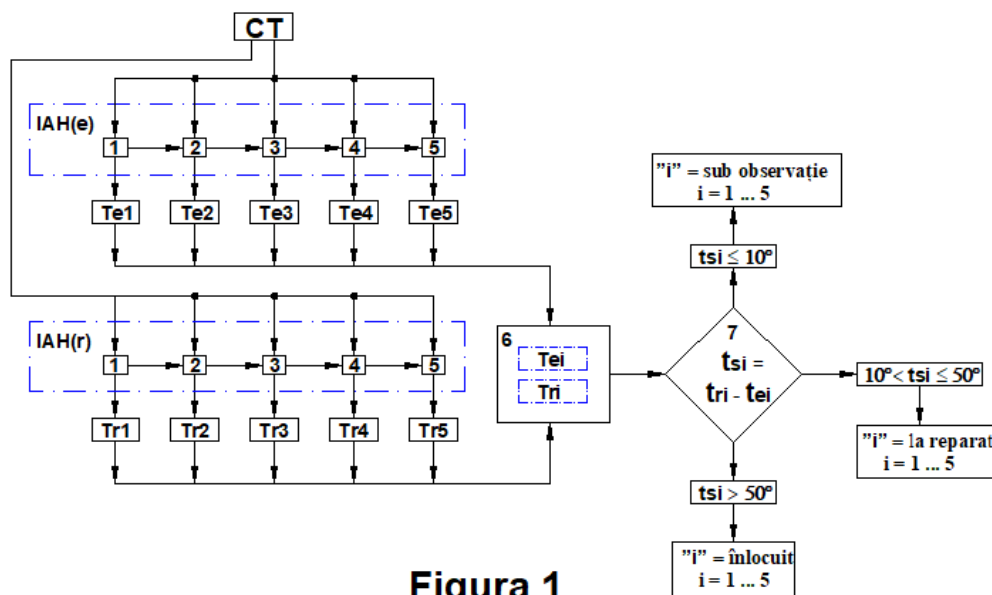 CT
IAH(e)
1 2 3 4 5
Te1 Te2 Te3 Te4 Te5
IAH(r)
1 2 3 4 5
Tr1 Tr2 Tr3 Tr4 Tr5
6
Tei
Tri
7
tsi =
tri - tei
tsi ≤ 10°
"i" = sub observație
i = 1 ... 5
10°< tsi ≤ 50°
"i" = la reparat
i = 1 ... 5
tsi > 50°
"i" = înlocuit
i = 1 ... 5
Figura 1